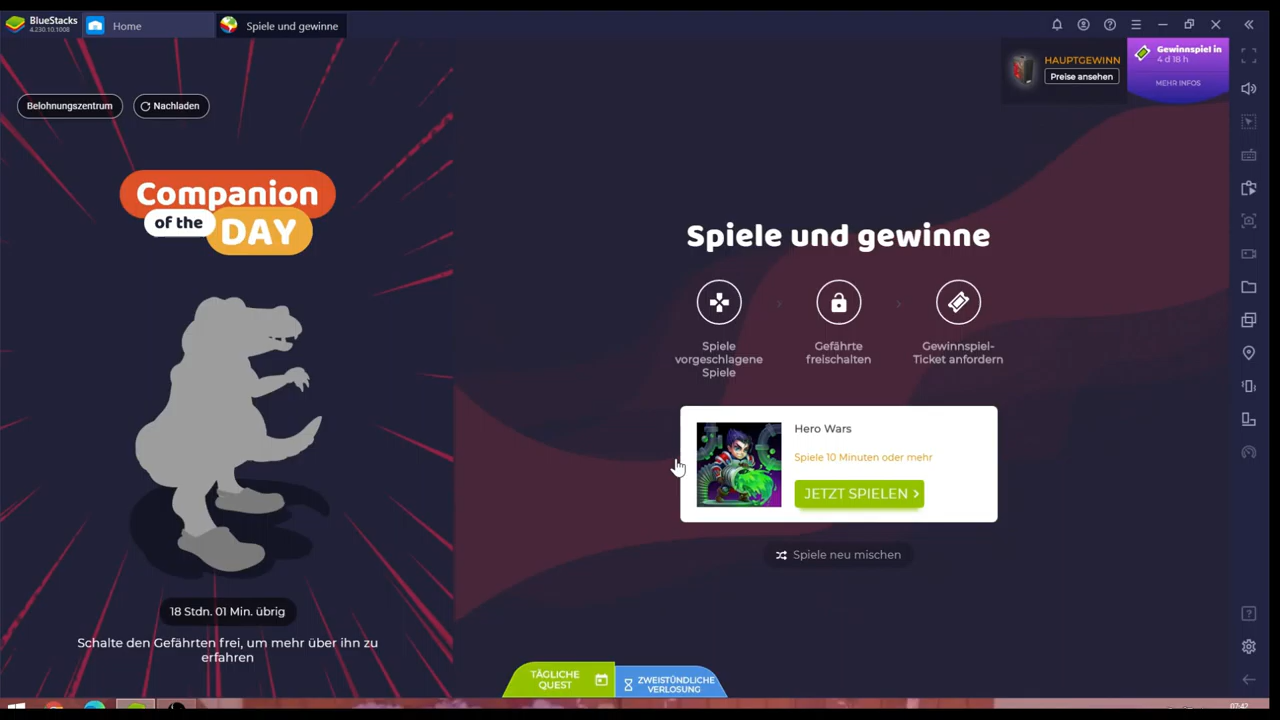 BlueStacks
4.230.10.1008
Home
Spiele und gewinne
HAUPTGEWINN
Preise ansehen
Gewinnspiel in
4 d 18 h
MEHR INFOS
Belohnungszentrum
Nachladen
Companion
of the
DAY
18 Stdn. 01 Min. übrig
Schalte den Gefährten frei, um mehr über ihn zu
erfahren
Spiele und gewinne
Spiele
vorgeschlagene
Spiele
Gefährte
freischalten
Gewinnspiel-
Ticket anfordern
Hero Wars
Spiele 10 Minuten oder mehr
JETZT SPIELEN
Spiele neu mischen
TÄGLICHE
QUEST
ZWEISTÜNDLICHE
VERLOSUNG
07:42